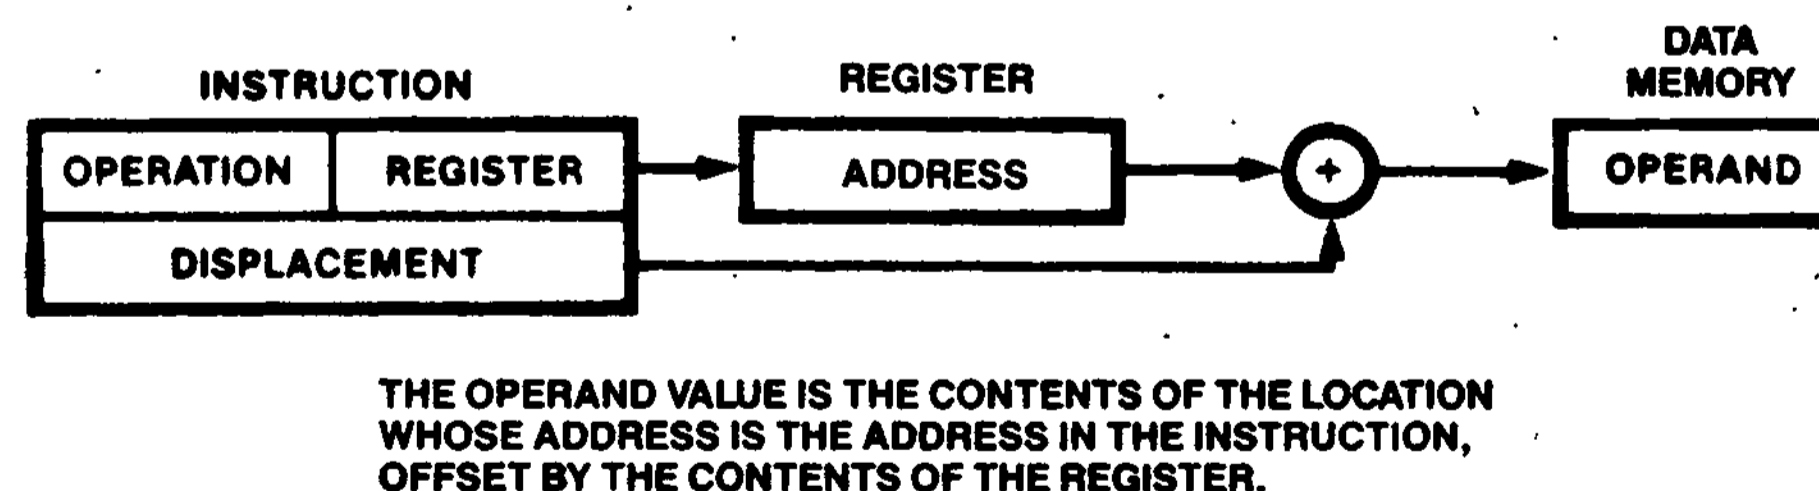 INSTRUCTION
REGISTER
DATA
MEMORY
OPERATION
REGISTER
ADDRESS
+
OPERAND
DISPLACEMENT
THE OPERAND VALUE IS THE CONTENTS OF THE LOCATION
WHOSE ADDRESS IS THE ADDRESS IN THE INSTRUCTION,
OFFSET BY THE CONTENTS OF THE REGISTER.